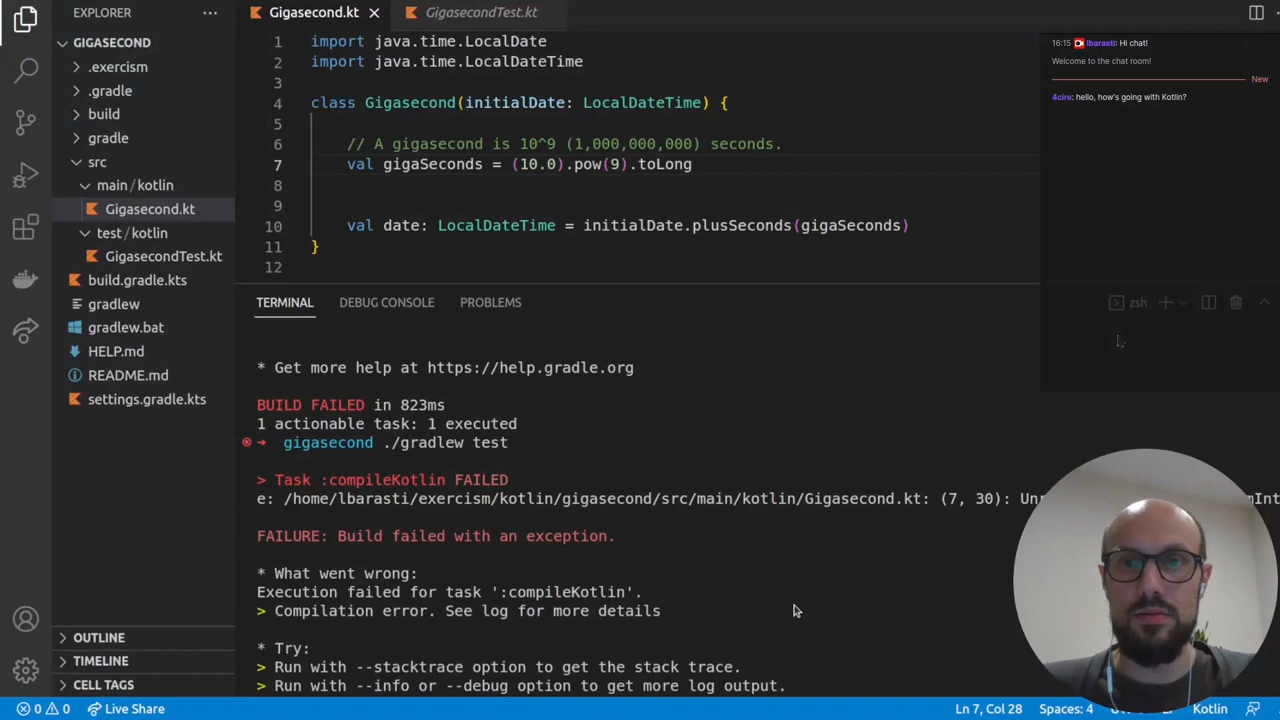 EXPLORER
GIGASECOND
.exercism
.gradle
build
gradle
src
main / kotlin
Gigasecond.kt
test / kotlin
GigasecondTest.kt
build.gradle.kts
gradlew
gradlew.bat
HELP.md
README.md
settings.gradle.kts
OUTLINE
TIMELINE
CELL TAGS
Gigasecond.kt
GigasecondTest.kt
1 import java.time.LocalDate
2 import java.time.LocalDateTime
3
4 class Gigasecond(initialDate: LocalDateTime) {
5
6 // A gigasecond is 10^9 (1,000,000,000) seconds.
7 val gigaSeconds = (10.0).pow(9).toLong
8
9
10 val date: LocalDateTime = initialDate.plusSeconds(gigaSeconds)
11 }
12
16:15 lbarasti: Hi chat!
Welcome to the chat room!
New
4cire: hello, how's going with Kotlin?
TERMINAL DEBUG CONSOLE PROBLEMS
zsh
* Get more help at https://help.gradle.org
BUILD FAILED in 823ms
1 actionable task: 1 executed
gigasecond ./gradlew test
> Task :compileKotlin FAILED
e: /home/lbarasti/exercism/kotlin/gigasecond/src/main/kotlin/Gigasecond.kt: (7, 30):
FAILURE: Build failed with an exception.
* What went wrong:
Execution failed for task ':compileKotlin'.
> Compilation error. See log for more details
* Try:
> Run with --stacktrace option to get the stack trace.
> Run with --info or --debug option to get more log output.
0 0 Live Share
Ln 7, Col 28 Spaces: 4 Kotlin